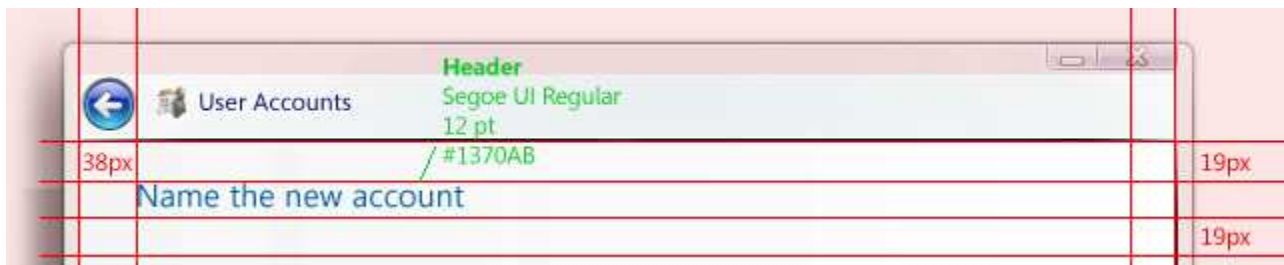 Header
User Accounts
Segoe UI Regular
12 pt
38px
#1370AB
19px
Name the new account
19px